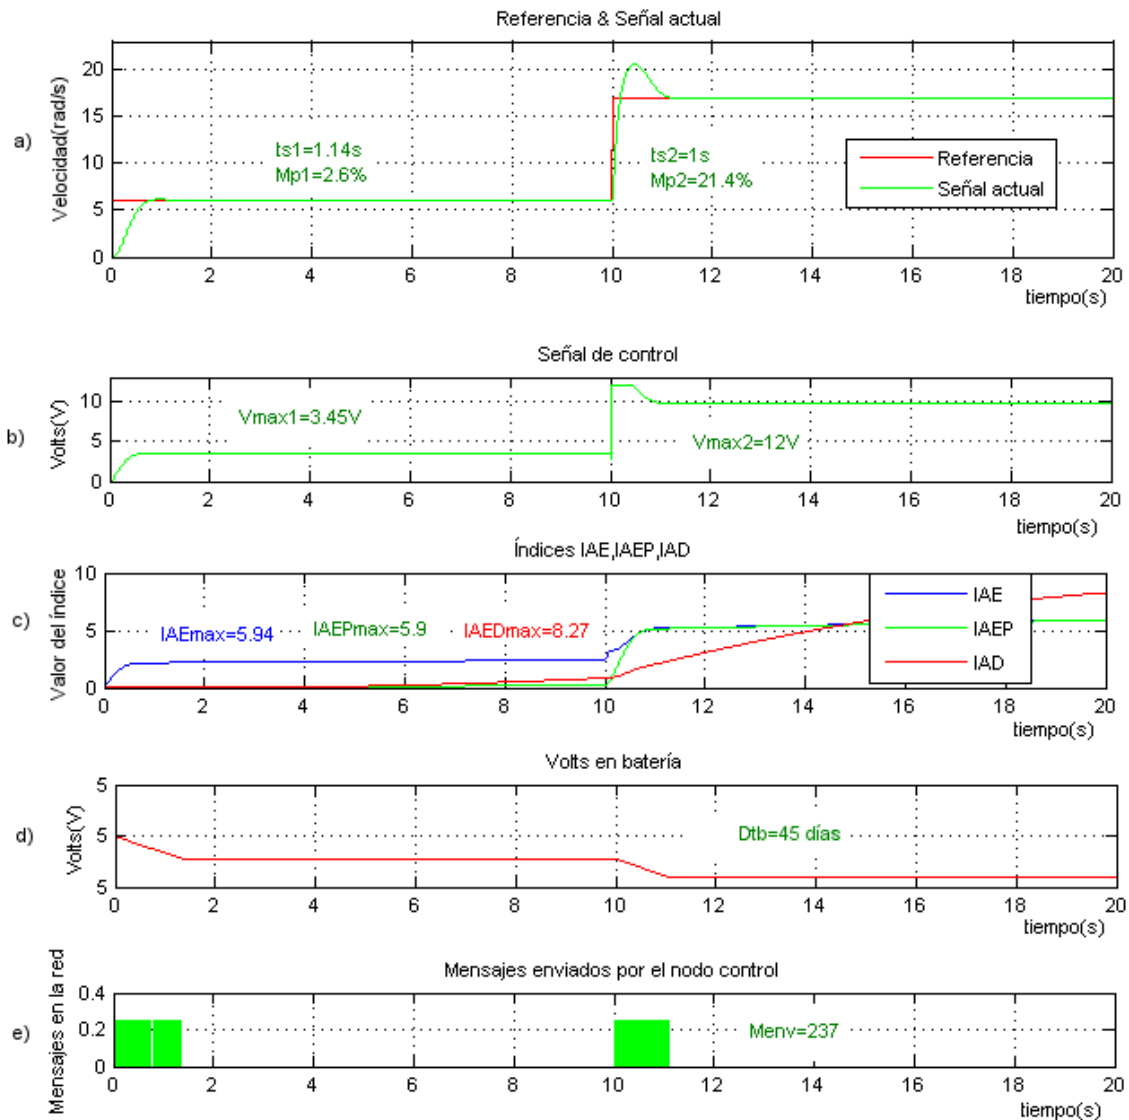 Referencia & Señal actual
a)
Velocidad(rad/s)
20
15
10
5
0
ts1=1.14s
Mp1=2.6%
ts2=1s
Mp2=21.4%
Referencia
Señal actual
0 2 4 6 8 10 12 14 16 18 20
tiempo(s)
Señal de control
b)
Volts(V)
10
5
0
Vmax1=3.45V
Vmax2=12V
0 2 4 6 8 10 12 14 16 18 20
tiempo(s)
Índices IAE,IAEP,IAD
c)
Valor del índice
10
5
0
IAEmax=5.94
IAEPmax=5.9
IAEDmax=8.27
IAE
IAEP
IAD
0 2 4 6 8 10 12 14 16 18 20
tiempo(s)
Volts en batería
d)
Volts(V)
5
5
5
Dtb=45 días
0 2 4 6 8 10 12 14 16 18 20
tiempo(s)
Mensajes enviados por el nodo control
e)
Mensajes en la red
0.4
0.2
0
Menv=237
0 2 4 6 8 10 12 14 16 18 20
tiempo(s)